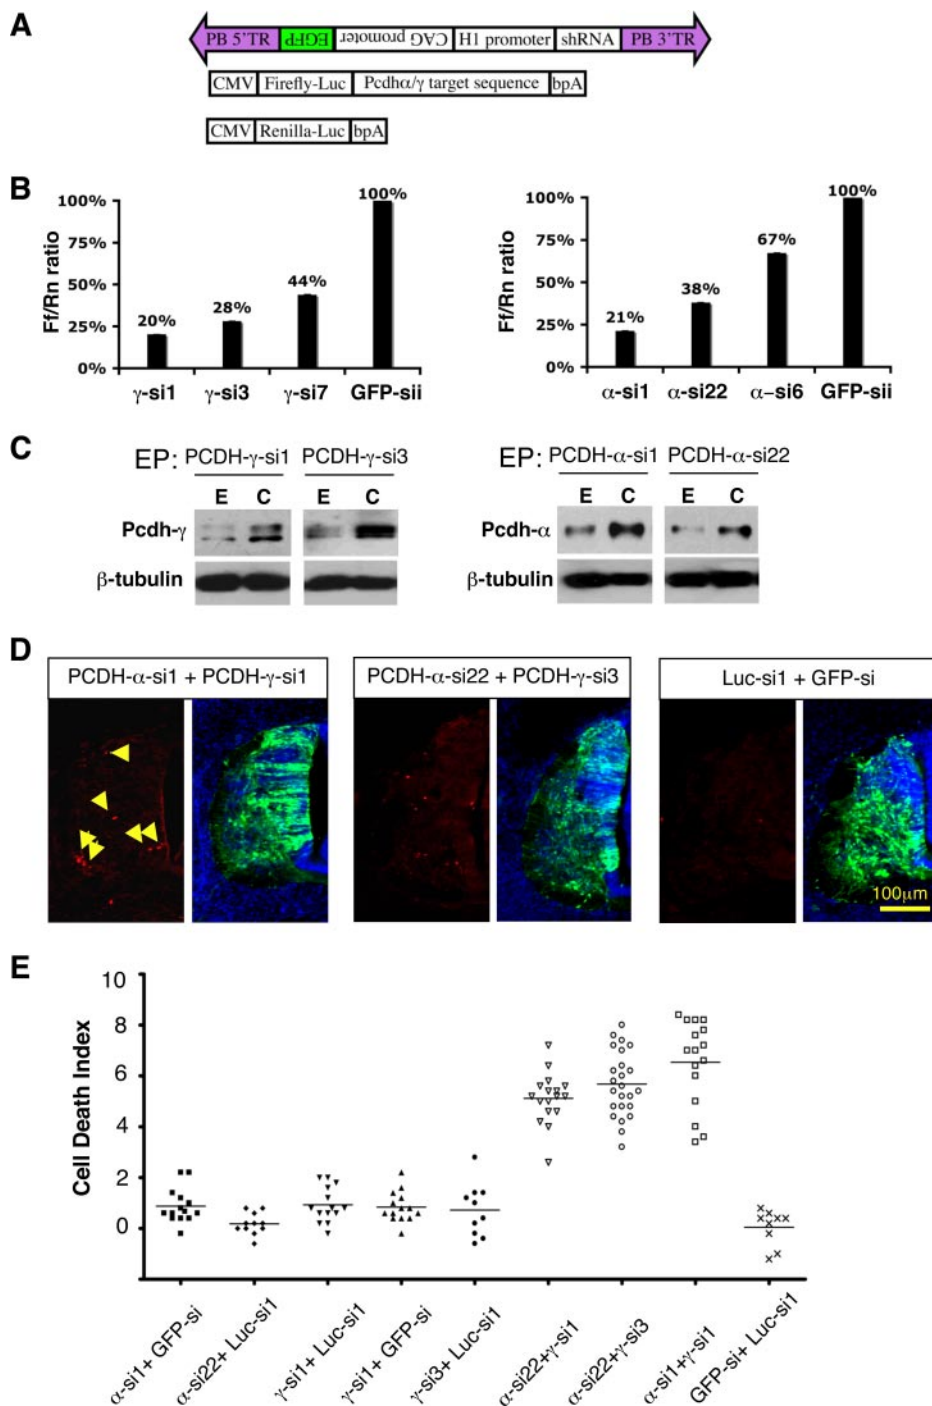 A
PB 5'TR EGFP CAG promoter H1 promoter shRNA PB 3'TR
CMV Firefly-Luc Pcdhα/γ target sequence bpA
CMV Renilla-Luc bpA
B
Ff/Rn ratio
100%
75%
50%
25%
0%
20%
28%
44%
100%
γ-si1 γ-si3 γ-si7 GFP-sii
Ff/Rn ratio
100%
75%
50%
25%
0%
21%
38%
67%
100%
α-si1 α-si22 α-si6 GFP-sii
C
EP: PCDH-γ-si1 PCDH-γ-si3
E C E C
Pcdh-γ
β-tubulin
EP: PCDH-α-si1 PCDH-α-si22
E C E C
Pcdh-α
β-tubulin
D
PCDH-α-si1 + PCDH-γ-si1
PCDH-α-si22 + PCDH-γ-si3
Luc-si1 + GFP-si
100μm
E
Cell Death Index
10
8
6
4
2
0
α-si1+ GFP-si
α-si22+ Luc-si1
γ-si1+ Luc-si1
γ-si1+ GFP-si
γ-si3+ Luc-si1
α-si22+γ-si1
α-si22+γ-si3
α-si1+γ-si1
GFP-si+ Luc-si1